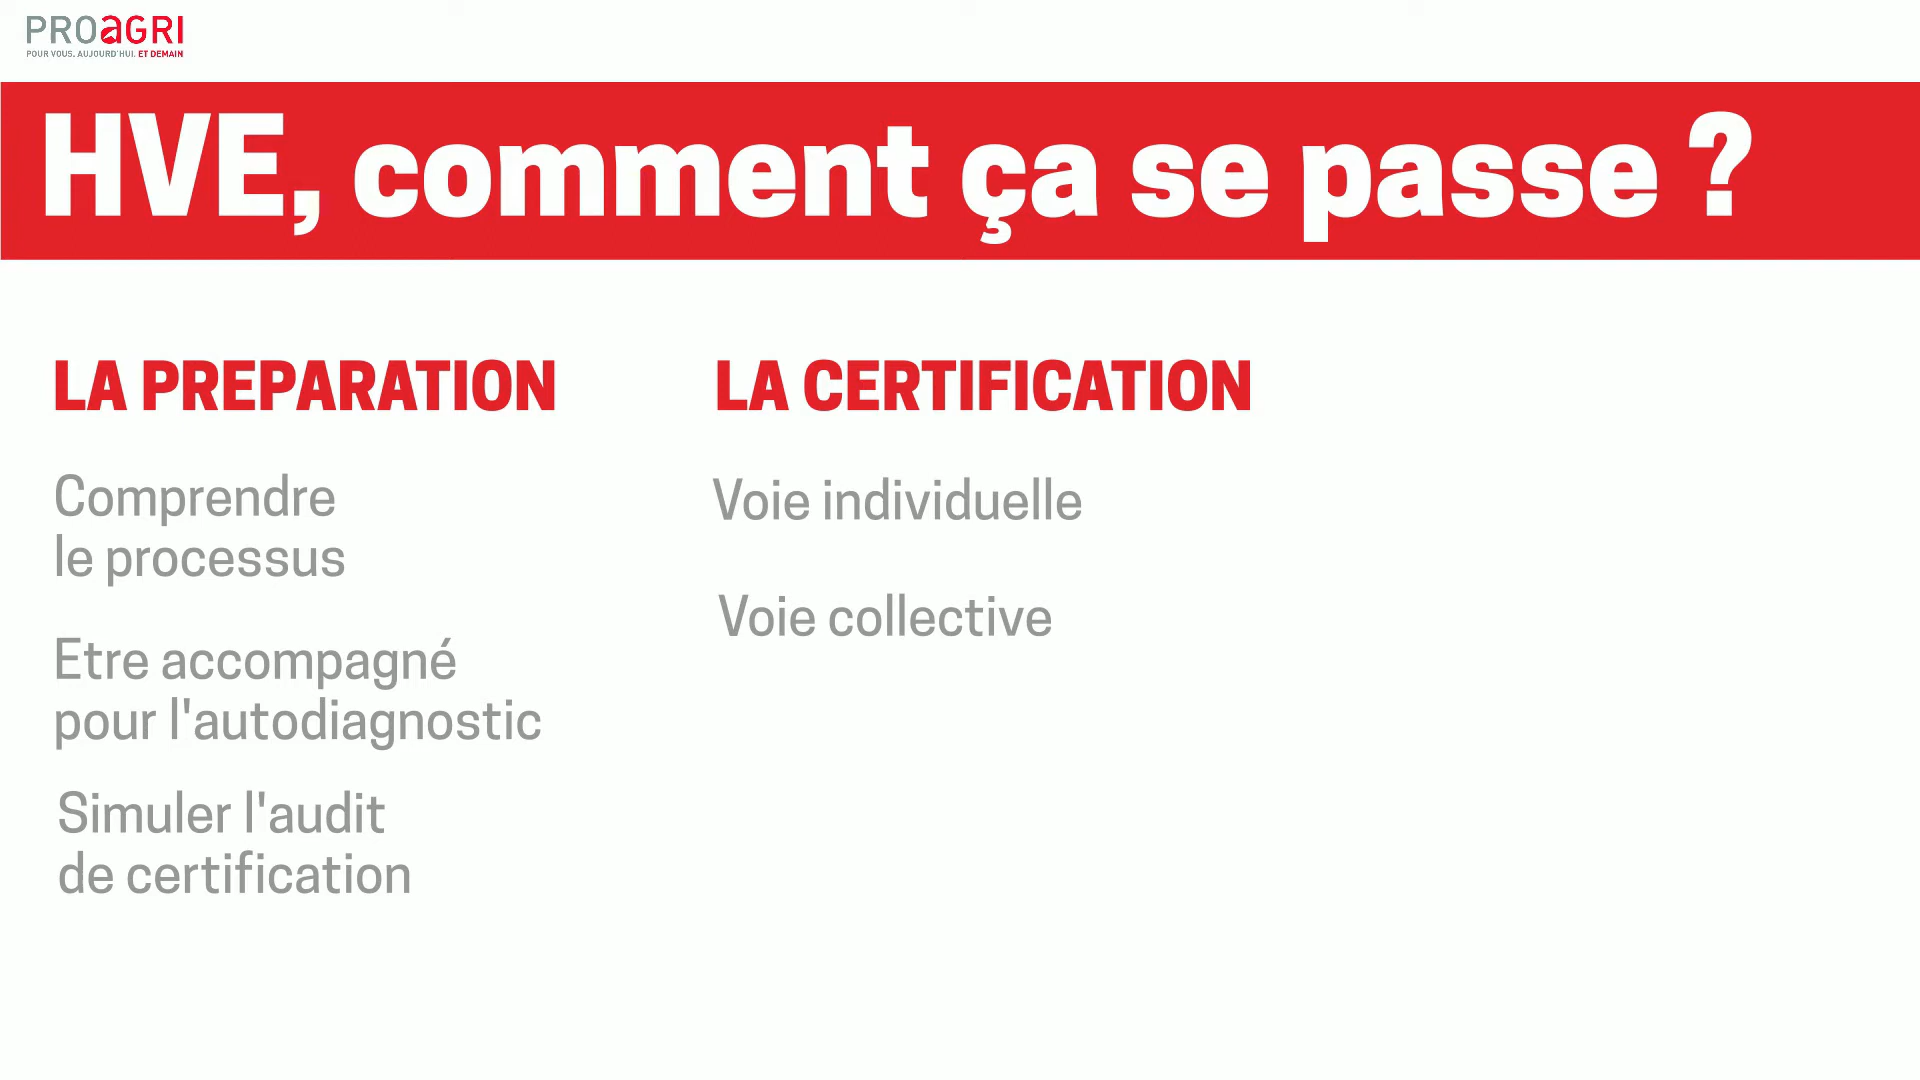 PROAGRI
POUR VOUS. AUJOURD'HUI. ET DEMAIN
HVE, comment ça se passe ?
LA PREPARATION
Comprendre
le processus
Etre accompagné
pour l'autodiagnostic
Simuler l'audit
de certification
LA CERTIFICATION
Voie individuelle
Voie collective